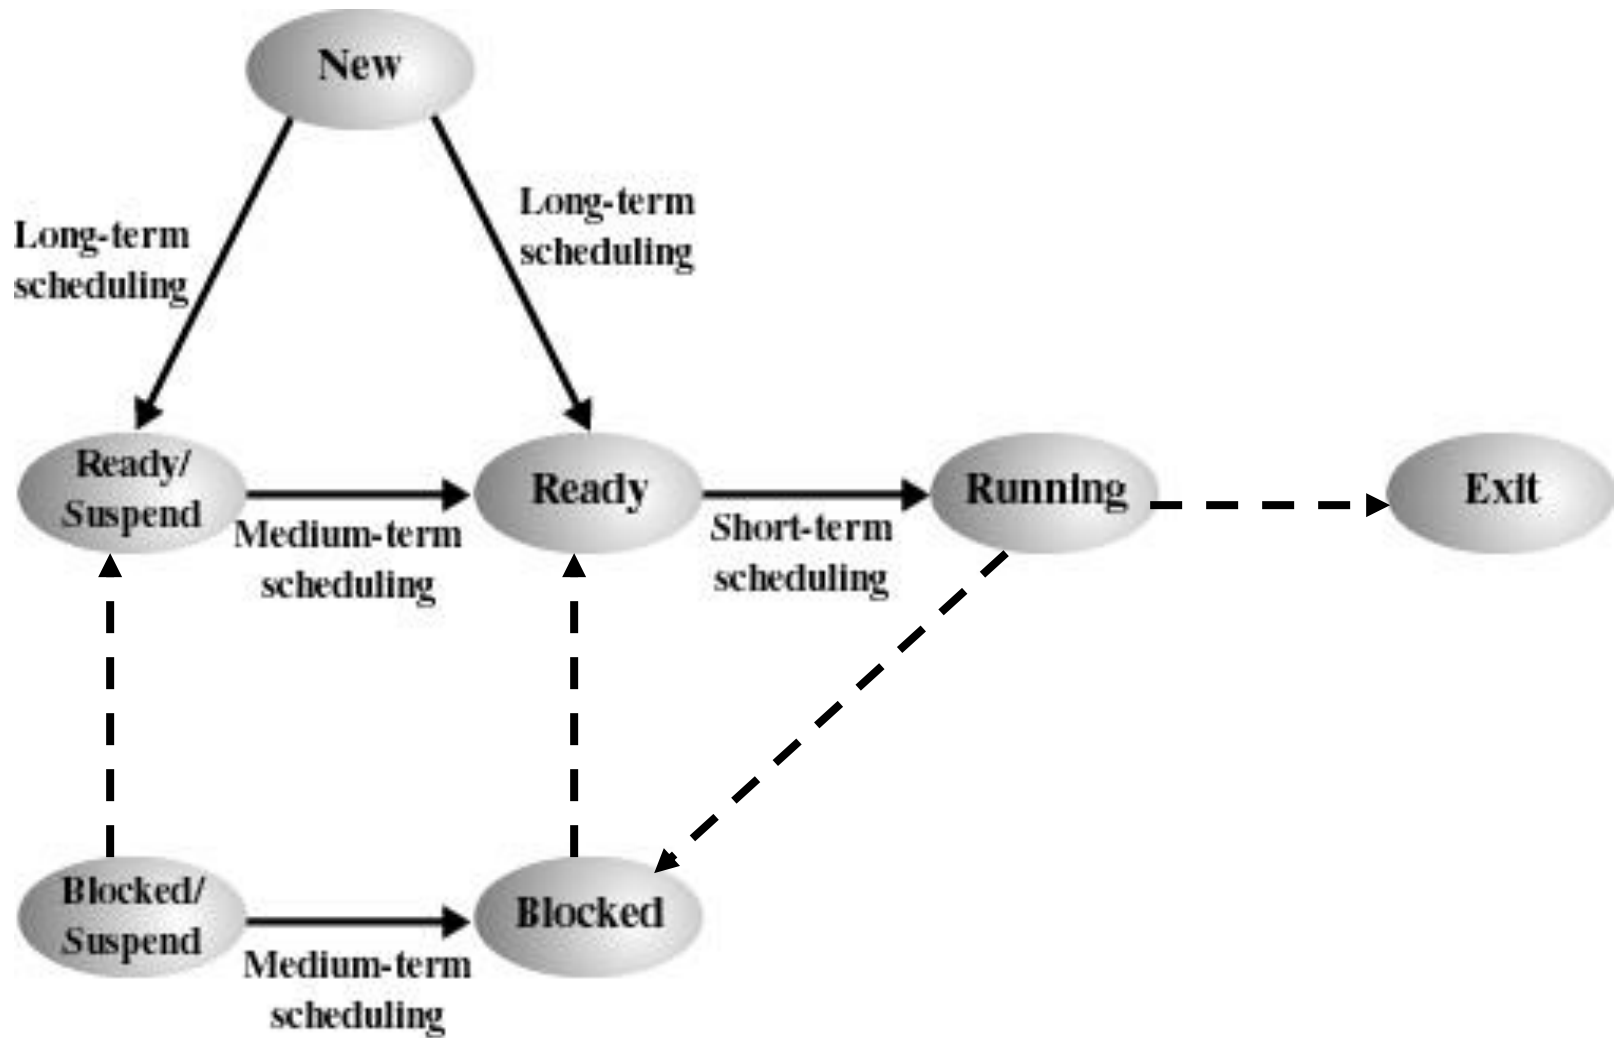 New
Long-term
scheduling
Long-term
scheduling
Ready/
Suspend
Medium-term
scheduling
Ready
Short-term
scheduling
Running
Exit
Blocked/
Suspend
Medium-term
scheduling
Blocked